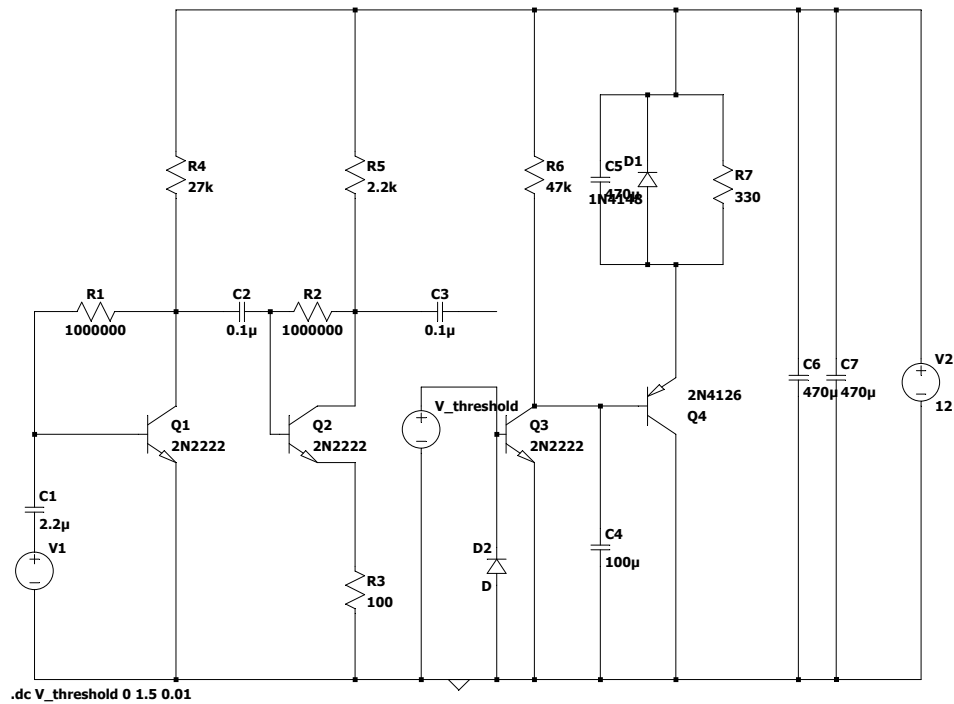 R4
27k
R5
2.2k
R6
47k
C5
470µ
D1
1N4148
R7
330
R1
1000000
C2
0.1µ
R2
1000000
C3
0.1µ
C6
470µ
C7
470µ
V2
12
Q1
2N2222
Q2
2N2222
V_threshold
Q3
2N2222
2N4126
Q4
C1
2.2µ
V1
C4
100µ
D2
D
R3
100
.dc V_threshold 0 1.5 0.01